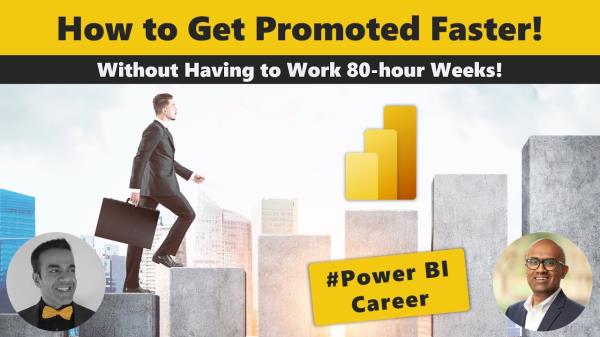 How to Get Promoted Faster!
Without Having to Work 80-hour Weeks!
#Power BI
Career